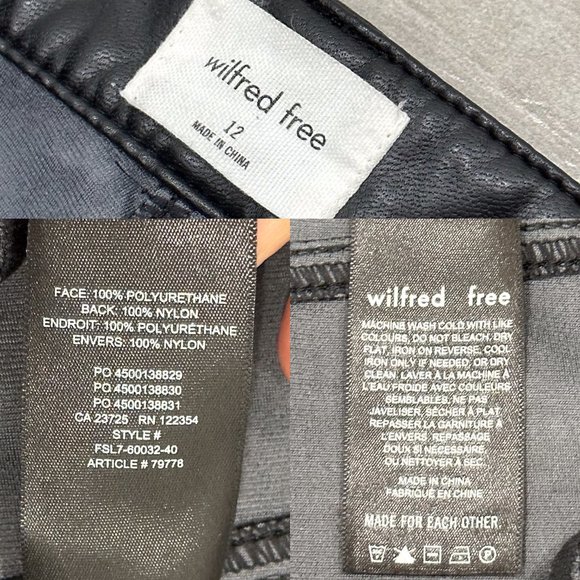 wilfred free
12
MADE IN CHINA
FACE: 100% POLYURETHANE
BACK: 100% NYLON
ENDROIT: 100% POLYURÉTHANE
ENVERS: 100% NYLON
PO 4500138829
PO 4500138830
PO 4500138831
CA 23725 RN 122354
STYLE #
FSL7-60032-40
ARTICLE # 79778
wilfred free
MACHINE WASH COLD WITH LIKE
COLOURS, DO NOT BLEACH. DRY
FLAT, IRON ON REVERSE, COOL
IRON ONLY IF NEEDED, OR DRY
CLEAN. LAVER À LA MACHINE À
L'EAU FROIDE AVEC COULEURS
SEMBLABLES, NE PAS
JAVELISER, SÉCHER À PLAT,
REPASSER LA GARNITURE À
L'ENVERS, REPASSAGE
DOUX SI NÉCESSAIRE,
OU NETTOYER À SEC.
MADE IN CHINA
FABRIQUÉ EN CHINE
MADE FOR EACH OTHER